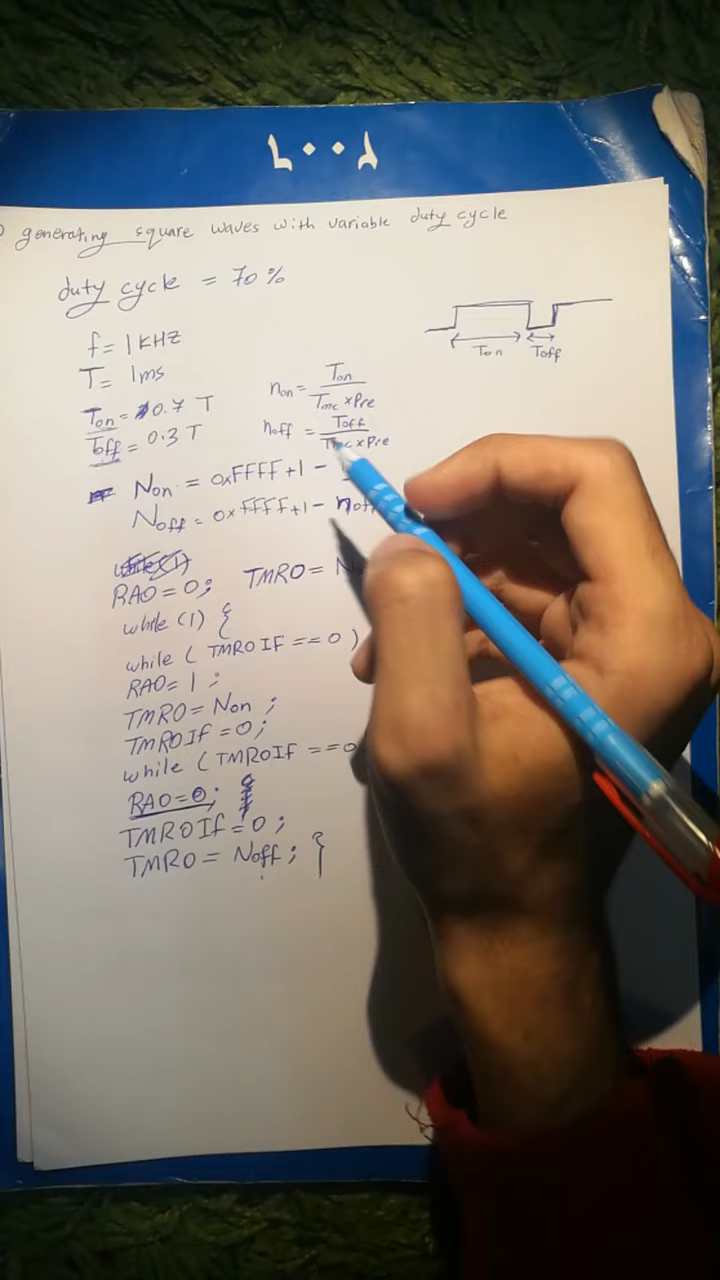 generating square waves with variable duty cycle
duty cycle = 70%
f = 1KHZ
T = 1ms
Ton = 0.7 T
Toff = 0.3 T
non = Ton / Tmc x Pre
noff = Toff / Tmc x Pre
Ton
Toff
Non = 0xFFFF+1 -
Noff = 0xFFFF+1 - noff
RA0 = 0; TMR0 =
while (1) {
while ( TMR0IF == 0 )
RA0 = 1 ;
TMR0 = Non ;
TMR0If = 0;
while ( TMR0If == 0
RA0 = 0;
TMR0If = 0 ;
TMR0 = Noff ; }